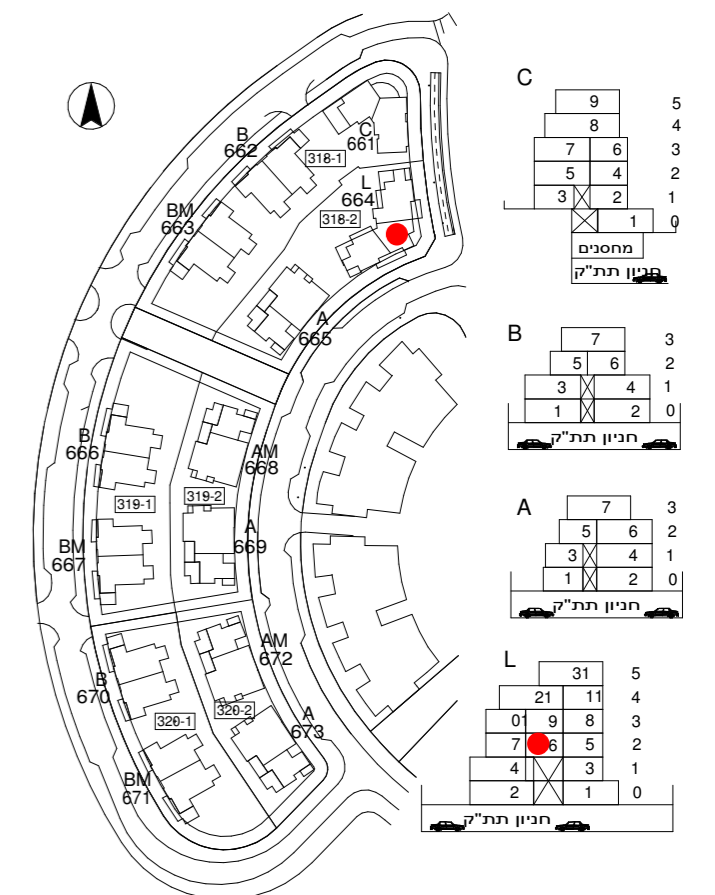 C
661
B
662
318-1
L
664
318-2
BM
663
A
665
B
666
AM
668
319-1
319-2
BM
667
A
669
B
670
AM
672
320-1
320-2
A
673
BM
671
C
9 5
8 4
7 6 3
5 4 2
3 2 1
1 0
מחסנים
חניון תת"ק
B
7 3
5 6 2
3 4 1
1 2 0
חניון תת"ק
A
7 3
5 6 2
3 4 1
1 2 0
חניון תת"ק
L
31 5
21 11 4
01 9 8 3
7 6 5 2
4 3 1
2 1 0
חניון תת"ק